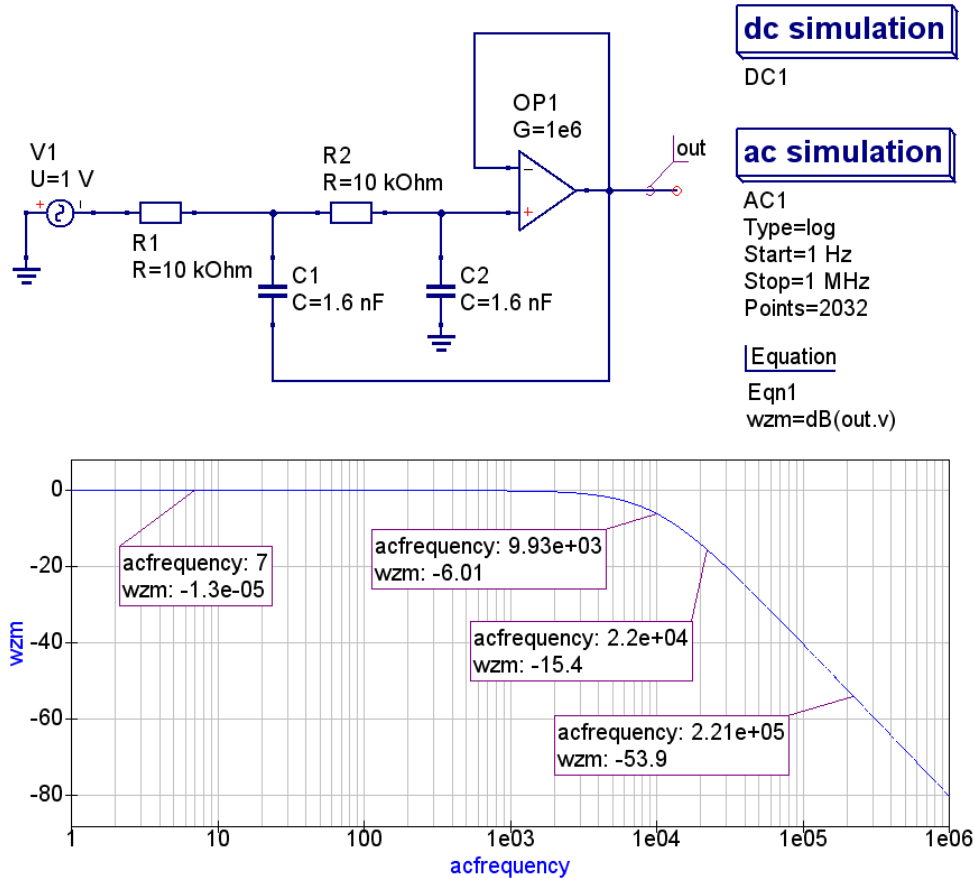 dc simulation
DC1
OP1
G=1e6
out
V1
U=1 V
R2
R=10 kOhm
ac simulation
AC1
Type=log
Start=1 Hz
Stop=1 MHz
Points=2032
R1
R=10 kOhm
C1
C=1.6 nF
C2
C=1.6 nF
Equation
Eqn1
wzm=dB(out.v)
+
I
−
+
0
-20
-40
-60
-80
wzm
acfrequency: 7
wzm: -1.3e-05
acfrequency: 9.93e+03
wzm: -6.01
acfrequency: 2.2e+04
wzm: -15.4
acfrequency: 2.21e+05
wzm: -53.9
1
10
100
1e03
1e04
1e05
1e06
acfrequency